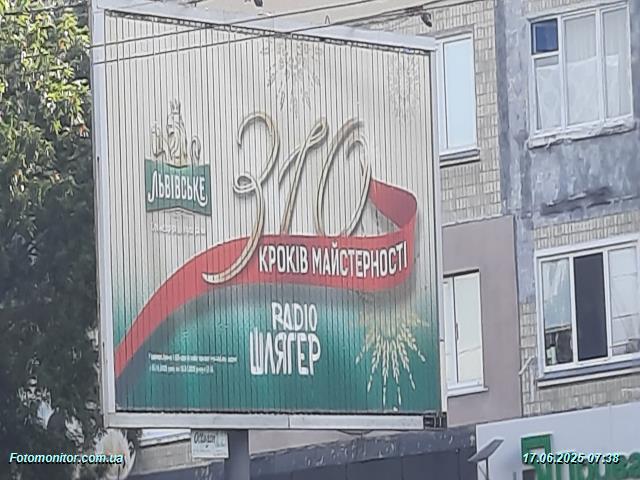 310
ЛЬВІВСЬКЕ
КРОКІВ МАЙСТЕРНОСТІ
RADIO
ШЛЯГЕР
Fotomonitor.com.ua
17.06.2025 07:38